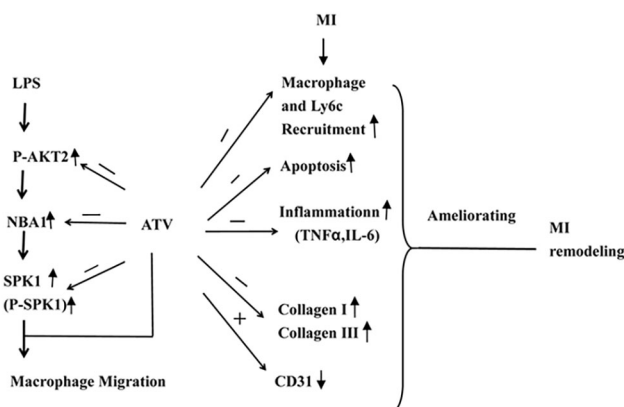 MI
LPS
Macrophage
and Ly6c
Recruitment
P-AKT2
Apoptosis
NBA1
ATV
Inflammationn
(TNFα,IL-6)
Ameliorating
MI
remodeling
SPK1
(P-SPK1)
Collagen I
Collagen III
+
Macrophage Migration
CD31